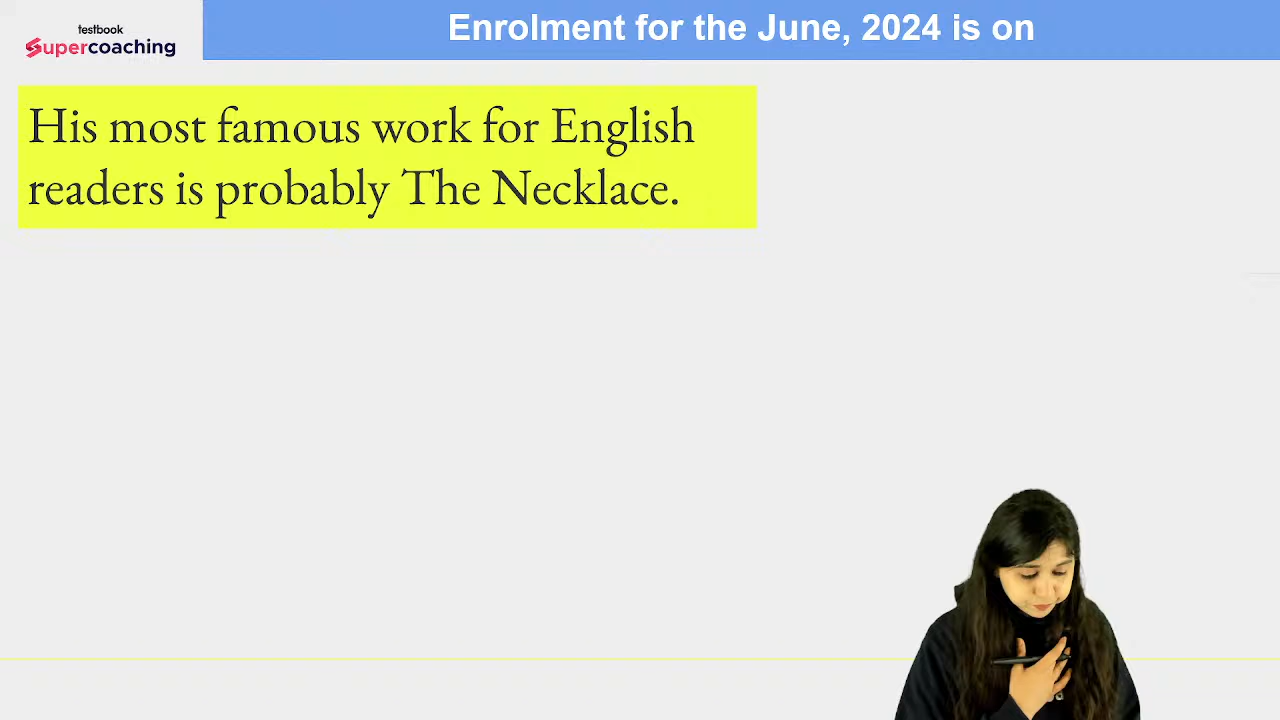 testbook
Supercoaching
Enrolment for the June, 2024 is on
His most famous work for English
readers is probably The Necklace.